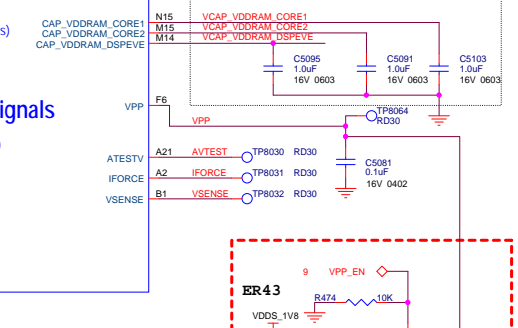 s)
CAP_VDDRAM_CORE1 N15 VCAP_VDDRAM_CORE1
CAP_VDDRAM_CORE2 M15 VCAP_VDDRAM_CORE2
CAP_VDDRAM_DSPEVE M14 VCAP_VDDRAM_DSPEVE
C5095
1.0uF
16V 0603
C5091
1.0uF
16V 0603
C5103
1.0uF
16V 0603
ignals
)
VPP F6 VPP
TP8064
RD30
ATESTV A21 AVTEST TP8030 RD30
IFORCE A2 IFORCE TP8031 RD30
VSENSE B1 VSENSE TP8032 RD30
C5081
0.1uF
16V 0402
9 VPP_EN
ER43
R474 10K
VDDS_1V8